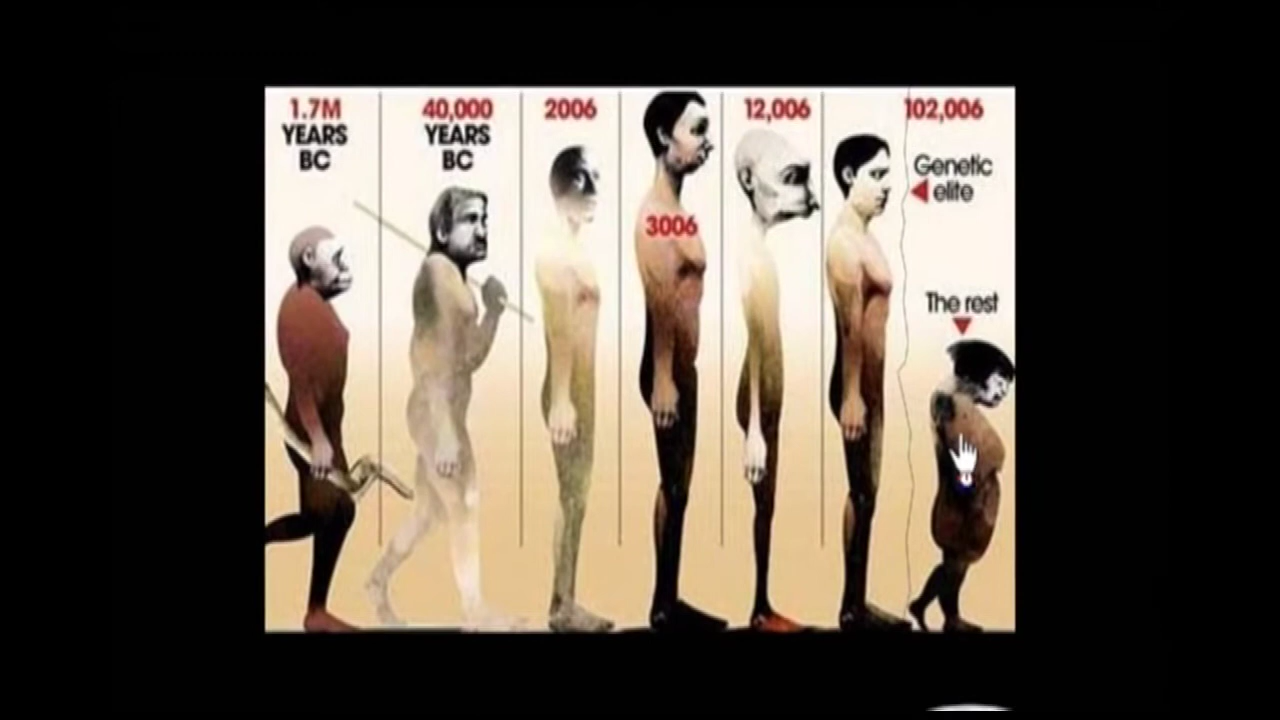 1.7M
YEARS
BC
40,000
YEARS
BC
2006
3006
12,006
102,006
Genetic
elite
The rest